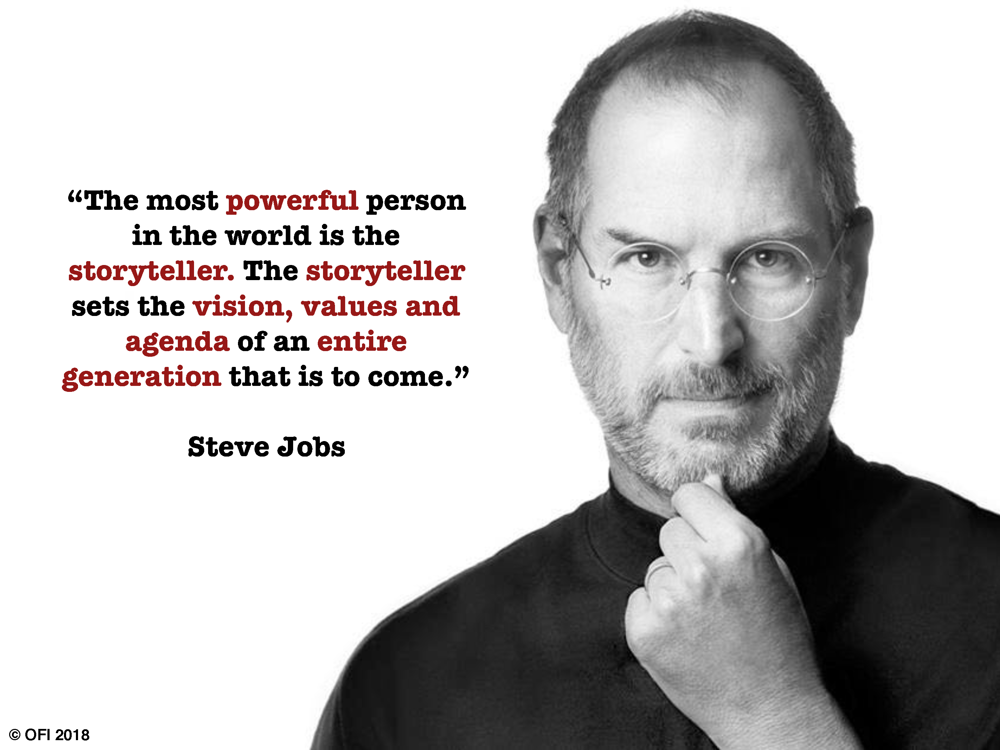 “The most powerful person
in the world is the
storyteller. The storyteller
sets the vision, values and
agenda of an entire
generation that is to come.”
Steve Jobs
© OFI 2018